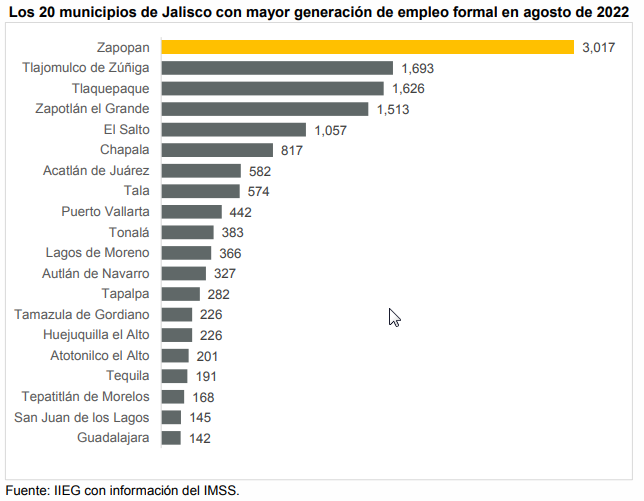 Los 20 municipios de Jalisco con mayor generación de empleo formal en agosto de 2022
Zapopan 3,017
Tlajomulco de Zúñiga 1,693
Tlaquepaque 1,626
Zapotlán el Grande 1,513
El Salto 1,057
Chapala 817
Acatlán de Juárez 582
Tala 574
Puerto Vallarta 442
Tonalá 383
Lagos de Moreno 366
Autlán de Navarro 327
Tapalpa 282
Tamazula de Gordiano 226
Huejuquilla el Alto 226
Atotonilco el Alto 201
Tequila 191
Tepatitlán de Morelos 168
San Juan de los Lagos 145
Guadalajara 142
Fuente: IIEG con información del IMSS.